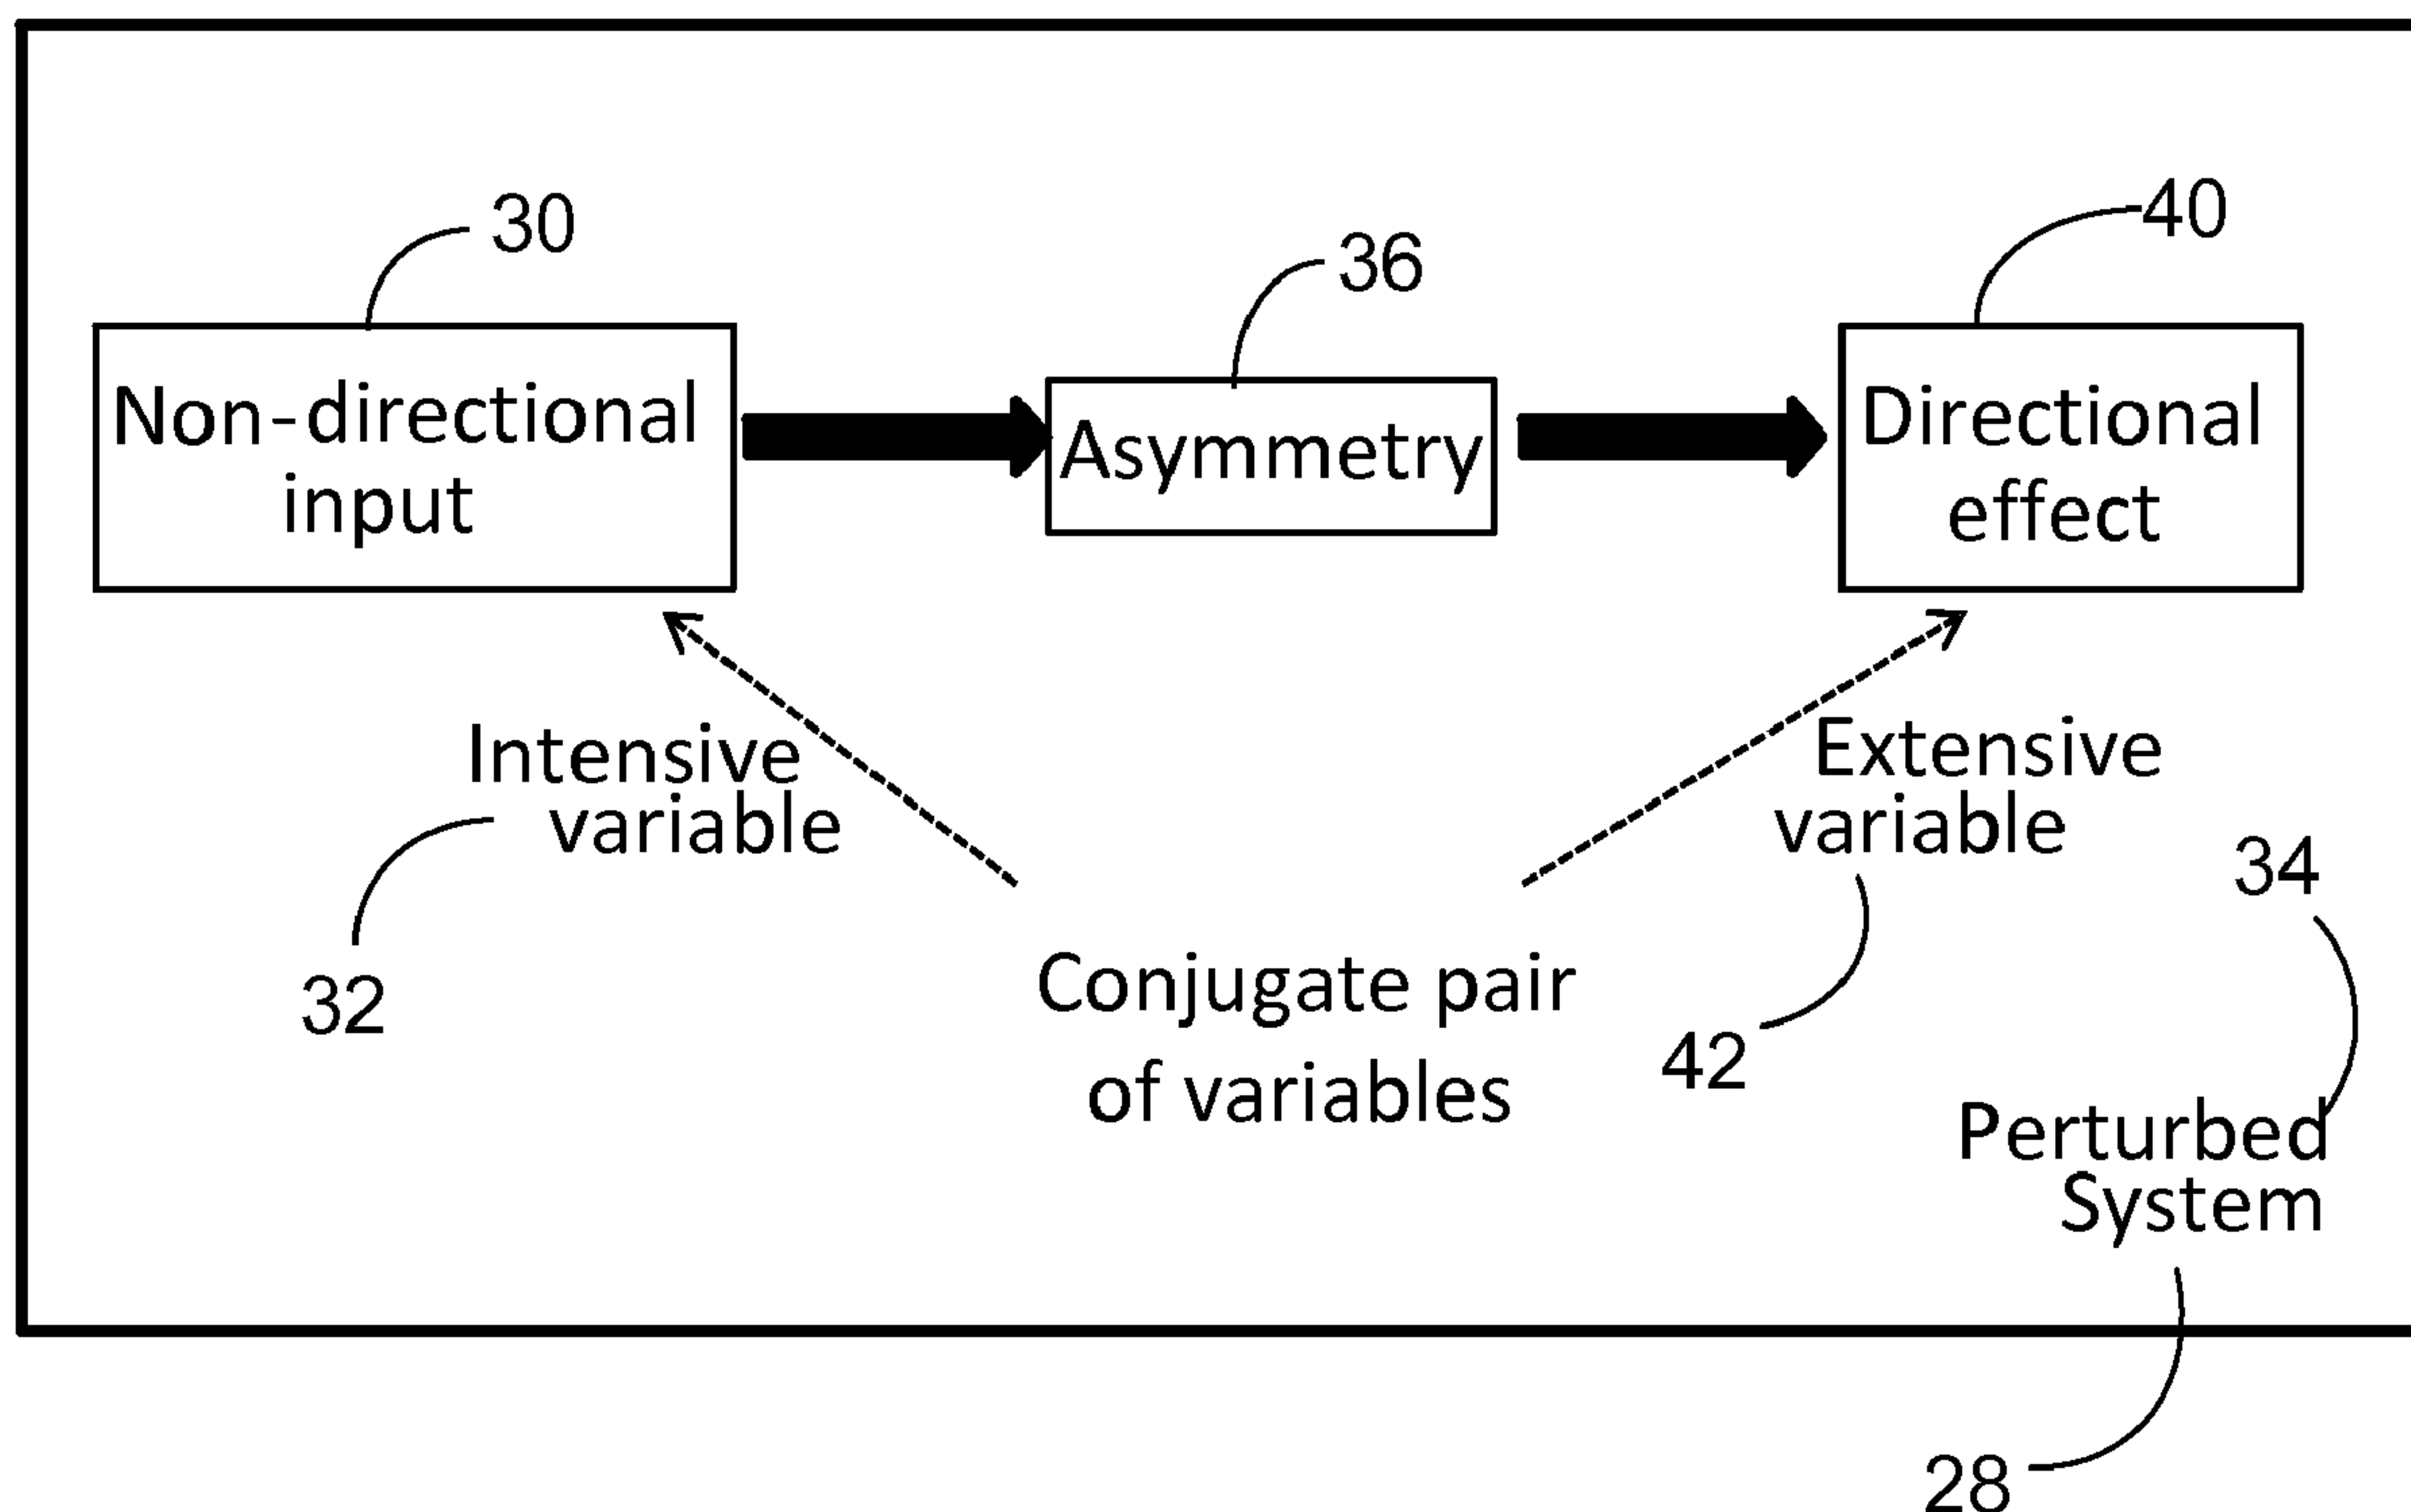 30
36
40
Non-directional
input
Asymmetry
Directional
effect
Intensive
variable
32
Extensive
variable
42
34
Conjugate pair
of variables
Perturbed
System
28